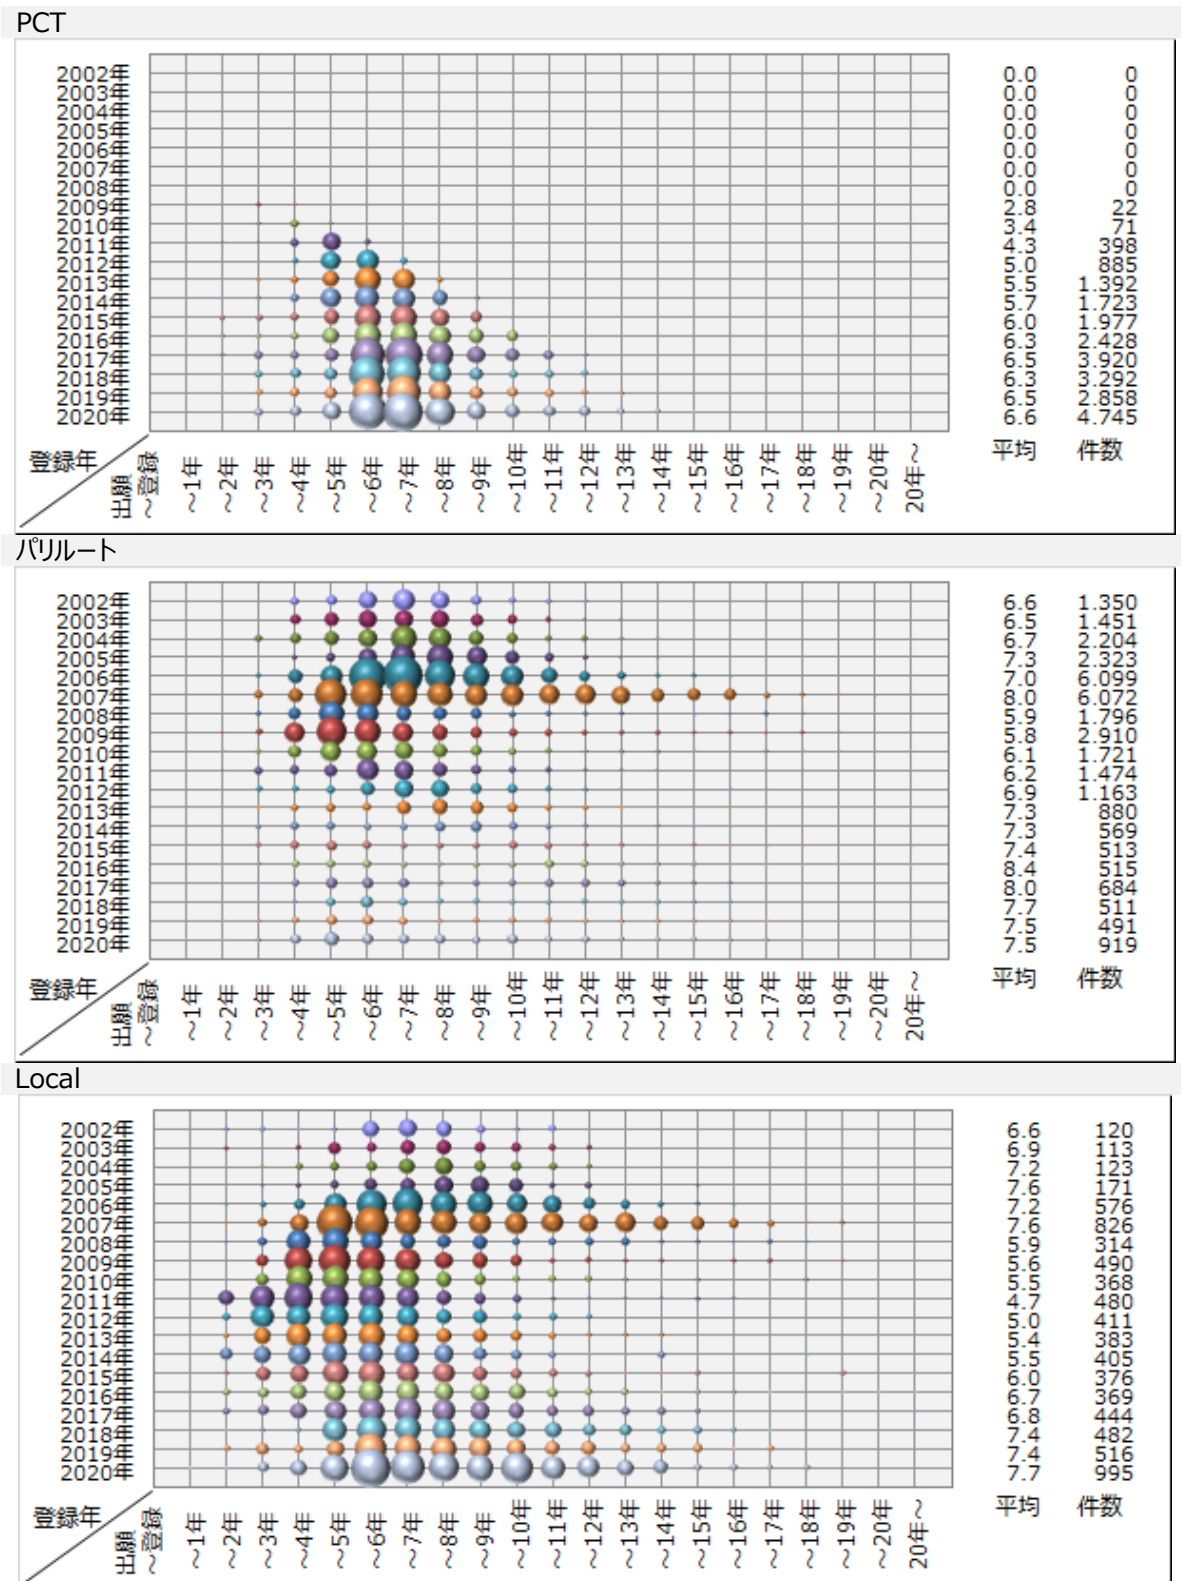 PCT
2002年 0.0 0
2003年 0.0 0
2004年 0.0 0
2005年 0.0 0
2006年 0.0 0
2007年 0.0 0
2008年 0.0 0
2009年 2.8 22
2010年 3.4 71
2011年 4.3 398
2012年 5.0 885
2013年 5.5 1.392
2014年 5.7 1.723
2015年 6.0 1.977
2016年 6.3 2.428
2017年 6.5 3.920
2018年 6.3 3.292
2019年 6.5 2.858
2020年 6.6 4.745
登録年 出願～登録 ～1年 ～2年 ～3年 ～4年 ～5年 ～6年 ～7年 ～8年 ～9年 ～10年 ～11年 ～12年 ～13年 ～14年 ～15年 ～16年 ～17年 ～18年 ～19年 ～20年 20年～ 平均 件数
パリルート
2002年 6.6 1.350
2003年 6.5 1.451
2004年 6.7 2.204
2005年 7.3 2.323
2006年 7.0 6.099
2007年 8.0 6.072
2008年 5.9 1.796
2009年 5.8 2.910
2010年 6.1 1.721
2011年 6.2 1.474
2012年 6.9 1.163
2013年 7.3 880
2014年 7.3 569
2015年 7.4 513
2016年 8.4 515
2017年 8.0 684
2018年 7.7 511
2019年 7.5 491
2020年 7.5 919
登録年 出願～登録 ～1年 ～2年 ～3年 ～4年 ～5年 ～6年 ～7年 ～8年 ～9年 ～10年 ～11年 ～12年 ～13年 ～14年 ～15年 ～16年 ～17年 ～18年 ～19年 ～20年 20年～ 平均 件数
Local
2002年 6.6 120
2003年 6.9 113
2004年 7.2 123
2005年 7.6 171
2006年 7.2 576
2007年 7.6 826
2008年 5.9 314
2009年 5.6 490
2010年 5.5 368
2011年 4.7 480
2012年 5.0 411
2013年 5.4 383
2014年 5.5 405
2015年 6.0 376
2016年 6.7 369
2017年 6.8 444
2018年 7.4 482
2019年 7.4 516
2020年 7.7 995
登録年 出願～登録 ～1年 ～2年 ～3年 ～4年 ～5年 ～6年 ～7年 ～8年 ～9年 ～10年 ～11年 ～12年 ～13年 ～14年 ～15年 ～16年 ～17年 ～18年 ～19年 ～20年 20年～ 平均 件数